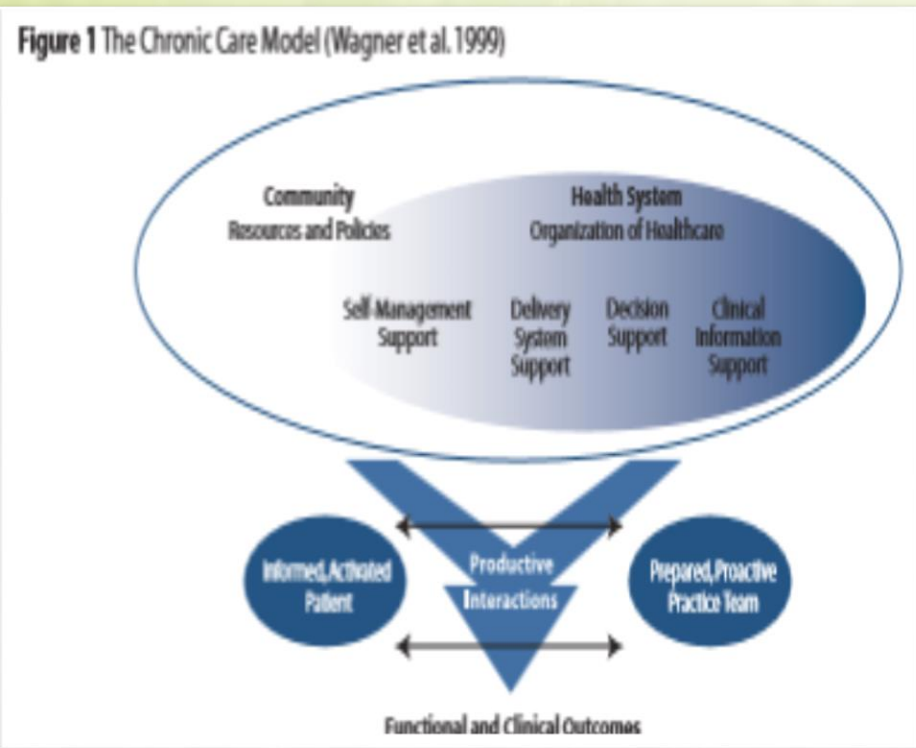 Figure 1 The Chronic Care Model (Wagner et al. 1999)
Community
Resources and Policies
Health System
Organization of Healthcare
Self-Management
Support
Delivery
System
Support
Decision
Support
Clinical
Information
Support
Informed, Activated
Patient
Productive
Interactions
Prepared, Proactive
Practice Team
Functional and Clinical Outcomes